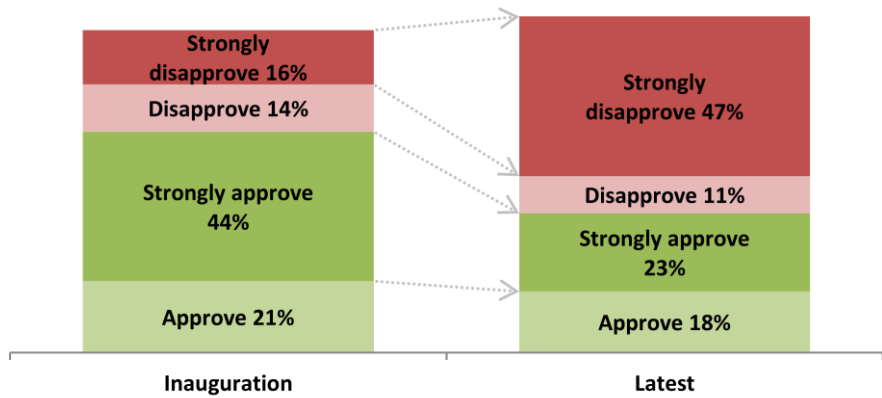 Strongly
disapprove 16%
Disapprove 14%
Strongly approve
44%
Approve 21%
Strongly
disapprove 47%
Disapprove 11%
Strongly approve
23%
Approve 18%
Inauguration
Latest